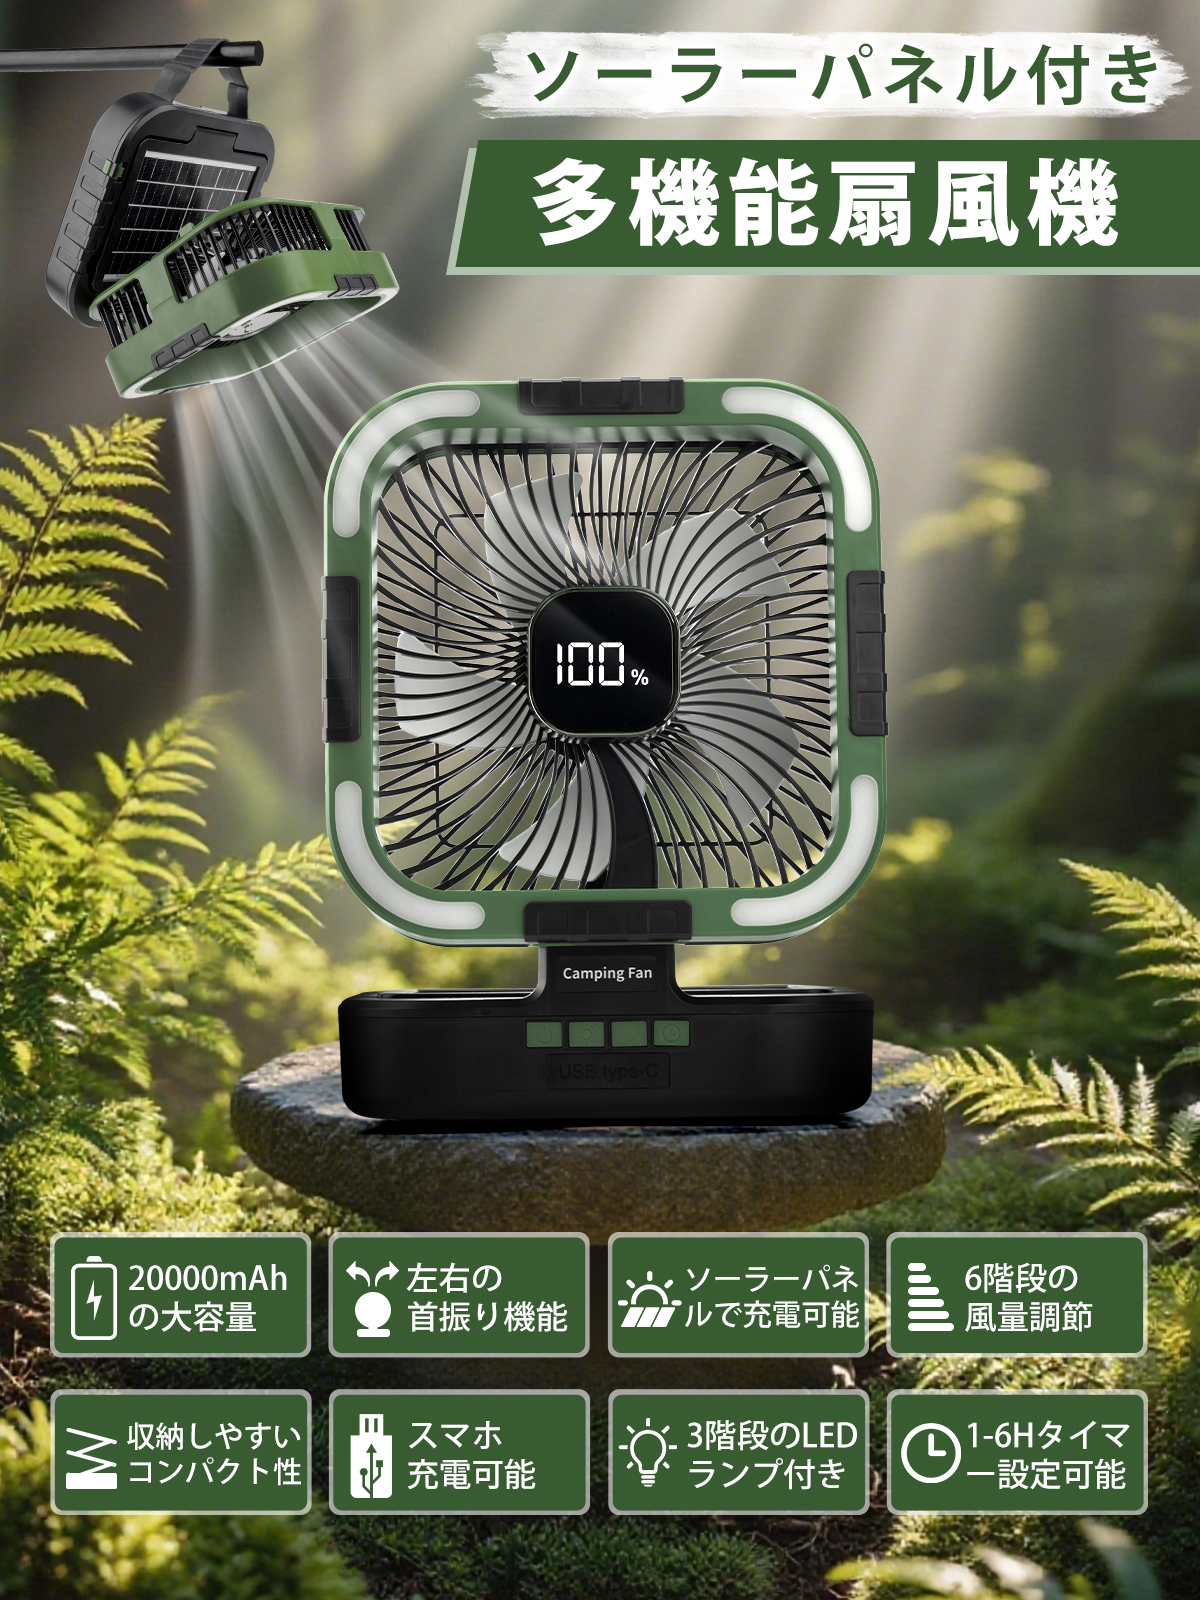 ソーラーパネル付き
多機能扇風機
100%
Camping Fan
USB type-C
20000mAh
の大容量
左右の
首振り機能
ソーラーパネ
ルで充電可能
6階段の
風量調節
収納しやすい
コンパクト性
スマホ
充電可能
3階段のLED
ランプ付き
1-6Hタイマ
ー設定可能